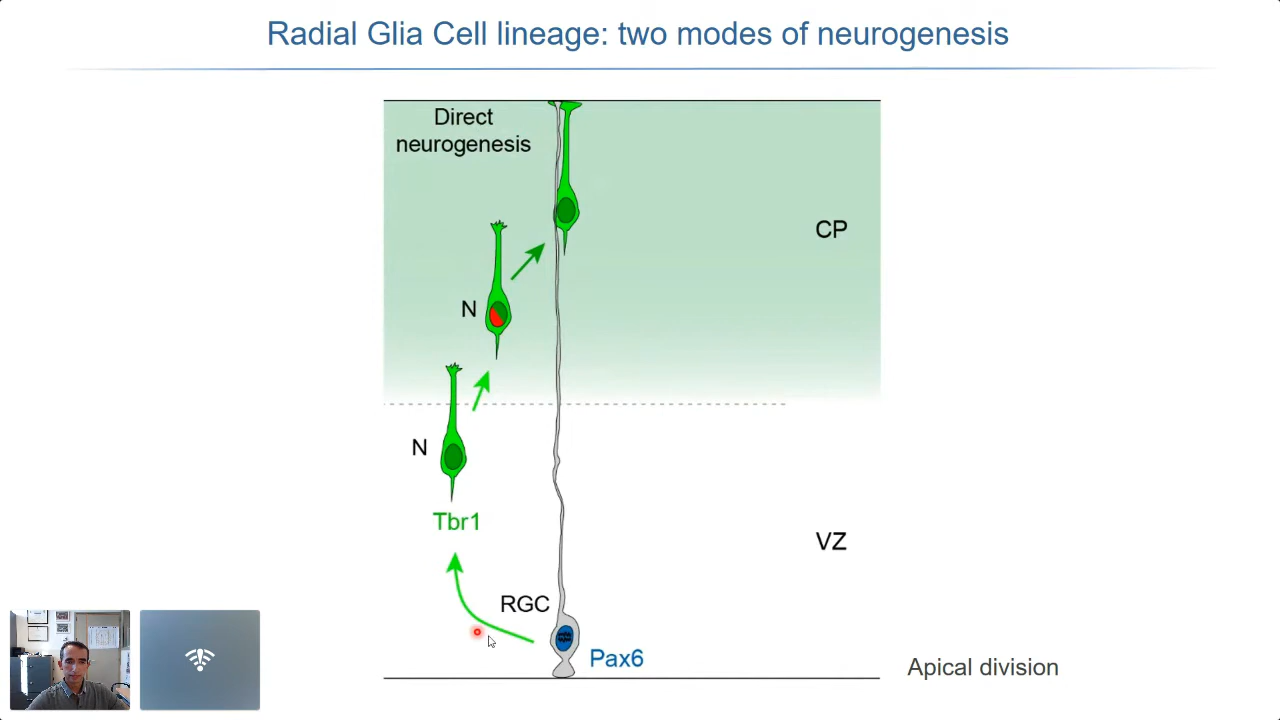 Radial Glia Cell lineage: two modes of neurogenesis
Direct
neurogenesis
CP
N
N
Tbr1
VZ
RGC
Pax6
Apical division